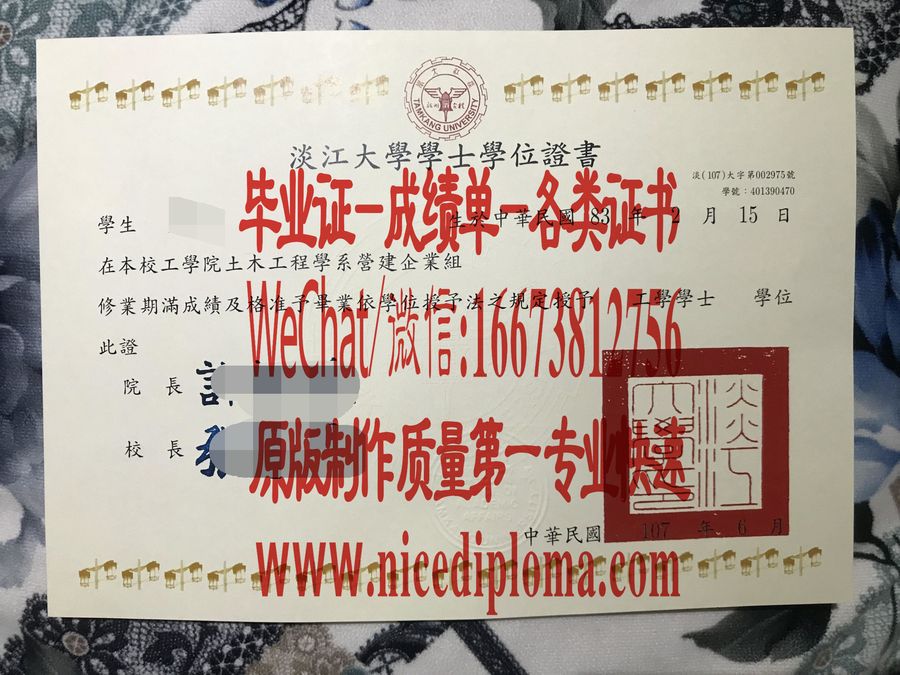 TAMKANG UNIVERSITY
淡江大學學士學位證書
淡(107)大字第002975號
學號：401390470
毕业证一成绩单一各类证书
學生 生於中華民國 83 年 2 月 15 日
在本校工學院土木工程學系營建企業組
WeChat/微信:16673812756
修業期滿成績及格准予畢業依學位授予法之規定授予 工學學士 學位
此證
院 長
校 長
原版制作质量第一专业快速
淡江大學
中華民國 107 年 6 月
www.nicediploma.com